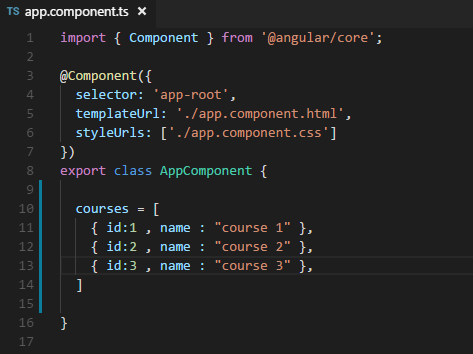 TS app.component.ts ×
1 import { Component } from '@angular/core';
2
3 @Component({
4   selector: 'app-root',
5   templateUrl: './app.component.html',
6   styleUrls: ['./app.component.css']
7 })
8 export class AppComponent {
9
10   courses = [
11     { id:1 , name : "course 1" },
12     { id:2 , name : "course 2" },
13     { id:3 , name : "course 3" },
14   ]
15
16 }
17